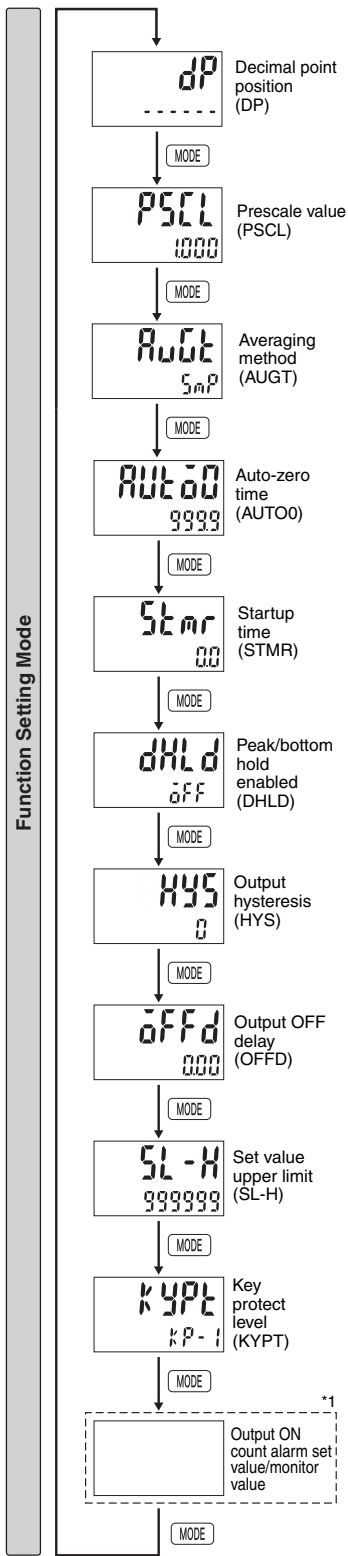 Function Setting Mode
dP
------
Decimal point
position
(DP)
MODE
PSCL
1.000
Prescale value
(PSCL)
MODE
AuGt
SmP
Averaging
method
(AUGT)
MODE
AUto0
999.9
Auto-zero
time
(AUTO0)
MODE
Stmr
0.0
Startup
time
(STMR)
MODE
dHLd
oFF
Peak/bottom
hold
enabled
(DHLD)
MODE
HYS
0
Output
hysteresis
(HYS)
MODE
oFFd
0.00
Output OFF
delay
(OFFD)
MODE
SL-H
999999
Set value
upper limit
(SL-H)
MODE
KYPt
KP-1
Key
protect
level
(KYPT)
MODE
*1
Output ON
count alarm set
value/monitor
value
MODE